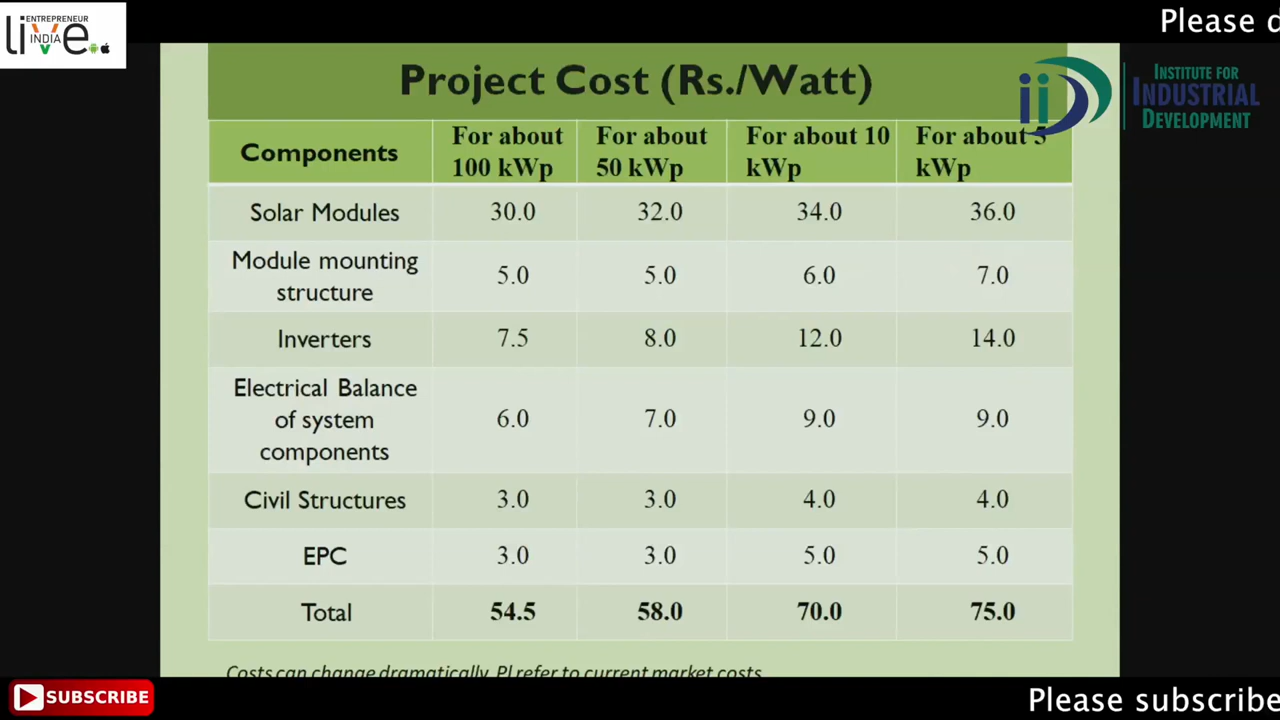 ENTREPRENEUR
INDIA
live
Please
Project Cost (Rs./Watt)
INSTITUTE FOR
INDUSTRIAL
DEVELOPMENT
Components
For about 100 kWp
For about 50 kWp
For about 10 kWp
For about 5 kWp
Solar Modules 30.0 32.0 34.0 36.0
Module mounting structure 5.0 5.0 6.0 7.0
Inverters 7.5 8.0 12.0 14.0
Electrical Balance of system components 6.0 7.0 9.0 9.0
Civil Structures 3.0 3.0 4.0 4.0
EPC 3.0 3.0 5.0 5.0
Total 54.5 58.0 70.0 75.0
Costs can change dramatically. Pl refer to current market costs
SUBSCRIBE
Please subscribe